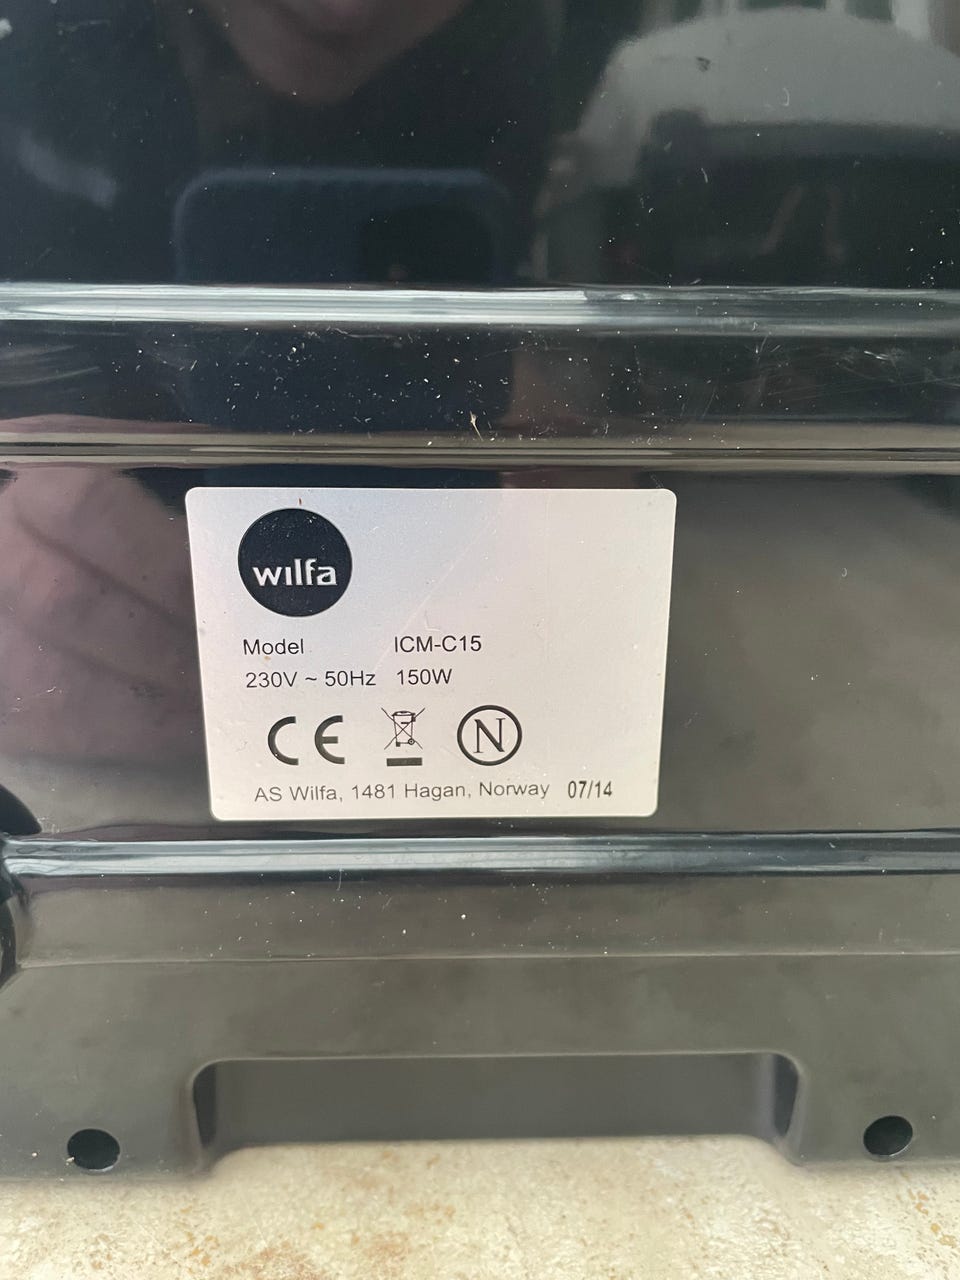 wilfa
Model ICM-C15
230V ~ 50Hz 150W
CE N
AS Wilfa, 1481 Hagan, Norway 07/14